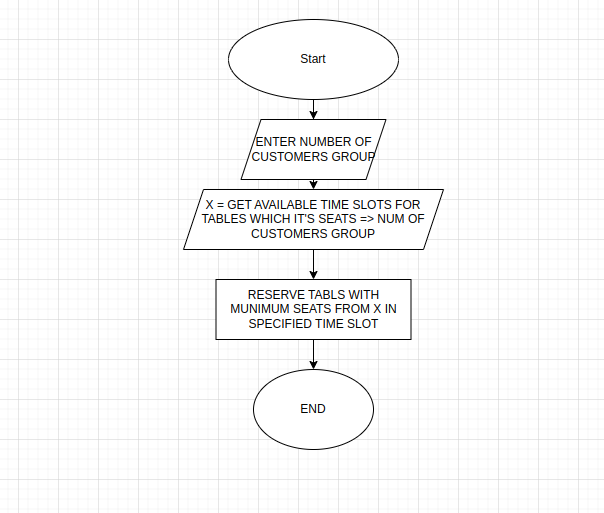 Start
ENTER NUMBER OF
CUSTOMERS GROUP
X = GET AVAILABLE TIME SLOTS FOR
TABLES WHICH IT'S SEATS => NUM OF
CUSTOMERS GROUP
RESERVE TABLS WITH
MUNIMUM SEATS FROM X IN
SPECIFIED TIME SLOT
END